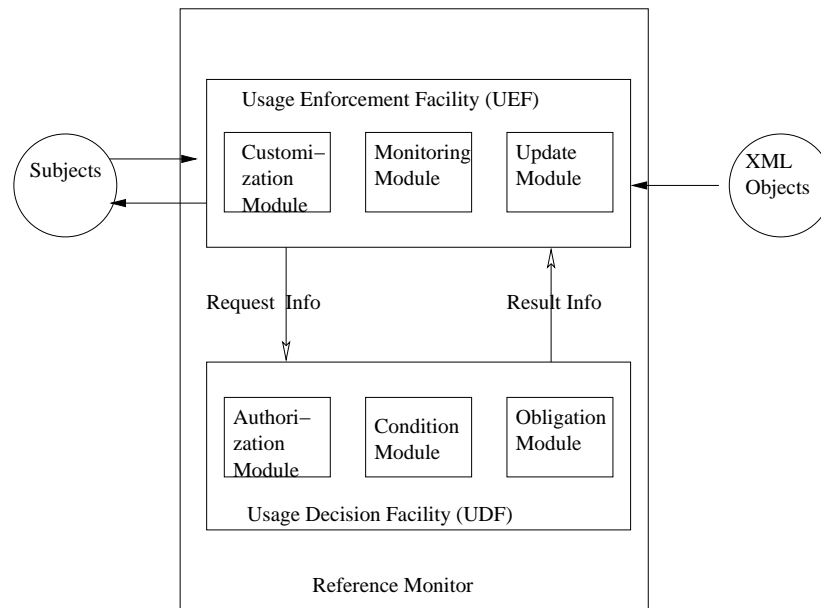 Usage Enforcement Facility (UEF)
Subjects
Customi–
zation
Module
Monitoring
Module
Update
Module
XML
Objects
Request Info
Result Info
Authori–
zation
Module
Condition
Module
Obligation
Module
Usage Decision Facility (UDF)
Reference Monitor